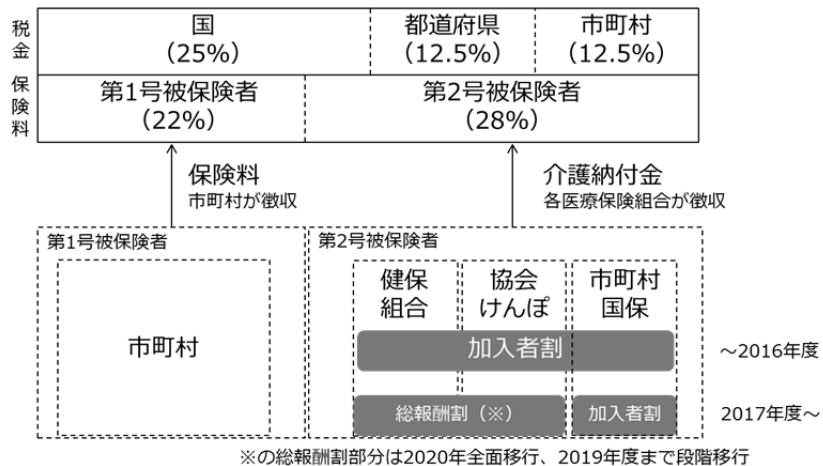 税金
国
(25%)
都道府県
(12.5%)
市町村
(12.5%)
保険料
第1号被保険者
(22%)
第2号被保険者
(28%)
保険料
市町村が徴収
介護納付金
各医療保険組合が徴収
第1号被保険者
市町村
第2号被保険者
健保
組合
協会
けんぽ
市町村
国保
加入者割
～2016年度
総報酬割（※）
加入者割
2017年度～
※の総報酬割部分は2020年全面移行、2019年度まで段階移行